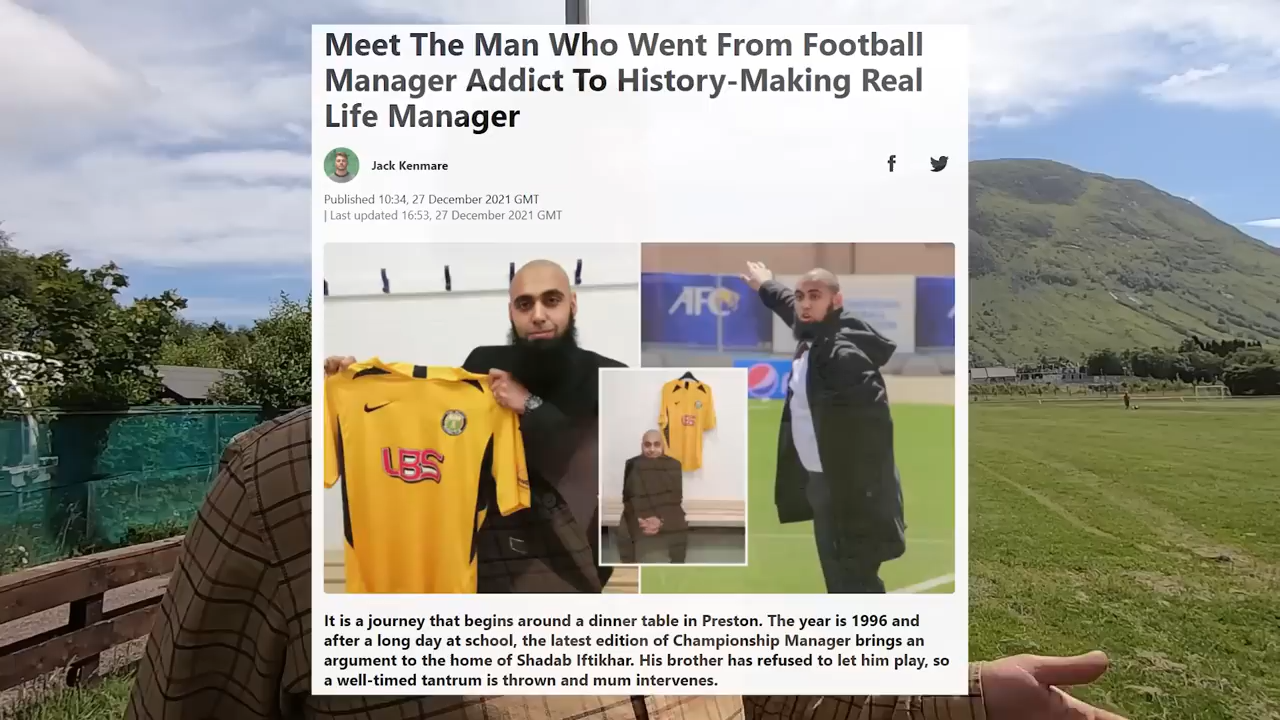 Meet The Man Who Went From Football
Manager Addict To History-Making Real
Life Manager
Jack Kenmare
Published 10:34, 27 December 2021 GMT
| Last updated 16:53, 27 December 2021 GMT
AFC
LBS
LBS
pepsi
It is a journey that begins around a dinner table in Preston. The year is 1996 and
after a long day at school, the latest edition of Championship Manager brings an
argument to the home of Shadab Iftikhar. His brother has refused to let him play, so
a well-timed tantrum is thrown and mum intervenes.